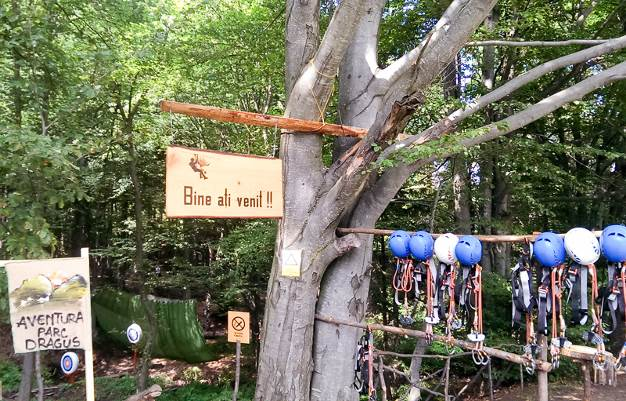 Bine ati venit !!
AVENTURA
PARC
DRAGUS